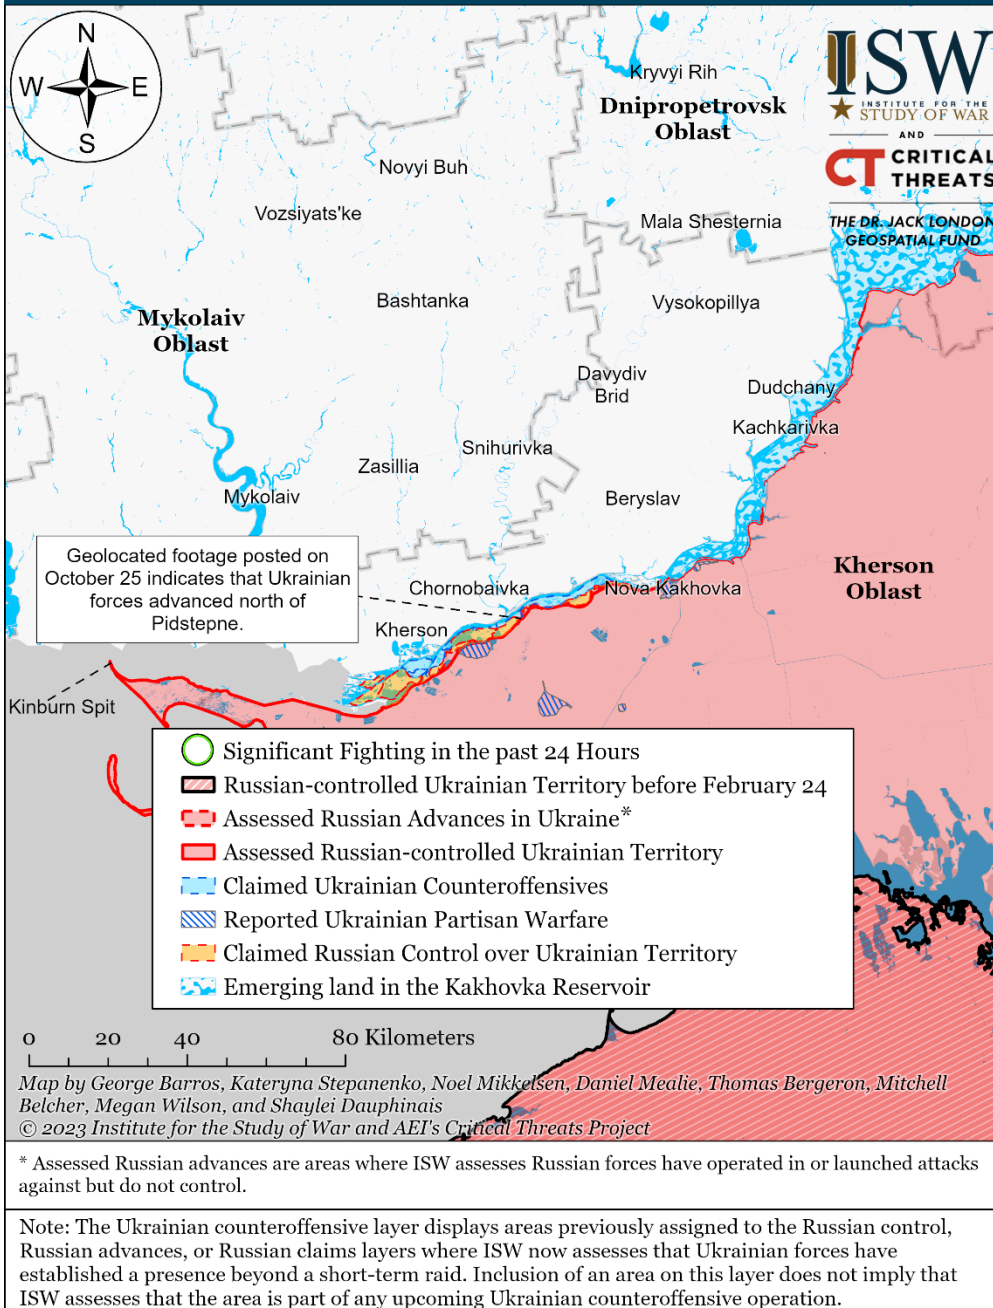 N
W
E
S
ISW
INSTITUTE FOR THE
STUDY OF WAR
AND
CT CRITICAL
THREATS
THE DR. JACK LONDON
GEOSPATIAL FUND
Kryvyi Rih
Dnipropetrovsk
Oblast
Novyi Buh
Vozsiyats'ke
Mala Shesternia
Bashtanka
Vysokopillya
Mykolaiv
Oblast
Davydiv
Brid
Dudchany
Kachkarivka
Snihurivka
Zasillia
Mykolaiv
Beryslav
Geolocated footage posted on
October 25 indicates that Ukrainian
forces advanced north of
Pidstepne.
Kherson
Oblast
Chornobaivka
Nova Kakhovka
Kherson
Kinburn Spit
Significant Fighting in the past 24 Hours
Russian-controlled Ukrainian Territory before February 24
Assessed Russian Advances in Ukraine*
Assessed Russian-controlled Ukrainian Territory
Claimed Ukrainian Counteroffensives
Reported Ukrainian Partisan Warfare
Claimed Russian Control over Ukrainian Territory
Emerging land in the Kakhovka Reservoir
0 20 40 80 Kilometers
Map by George Barros, Kateryna Stepanenko, Noel Mikkelsen, Daniel Mealie, Thomas Bergeron, Mitchell
Belcher, Megan Wilson, and Shaylei Dauphinais
© 2023 Institute for the Study of War and AEI's Critical Threats Project
* Assessed Russian advances are areas where ISW assesses Russian forces have operated in or launched attacks
against but do not control.
Note: The Ukrainian counteroffensive layer displays areas previously assigned to the Russian control,
Russian advances, or Russian claims layers where ISW now assesses that Ukrainian forces have
established a presence beyond a short-term raid. Inclusion of an area on this layer does not imply that
ISW assesses that the area is part of any upcoming Ukrainian counteroffensive operation.